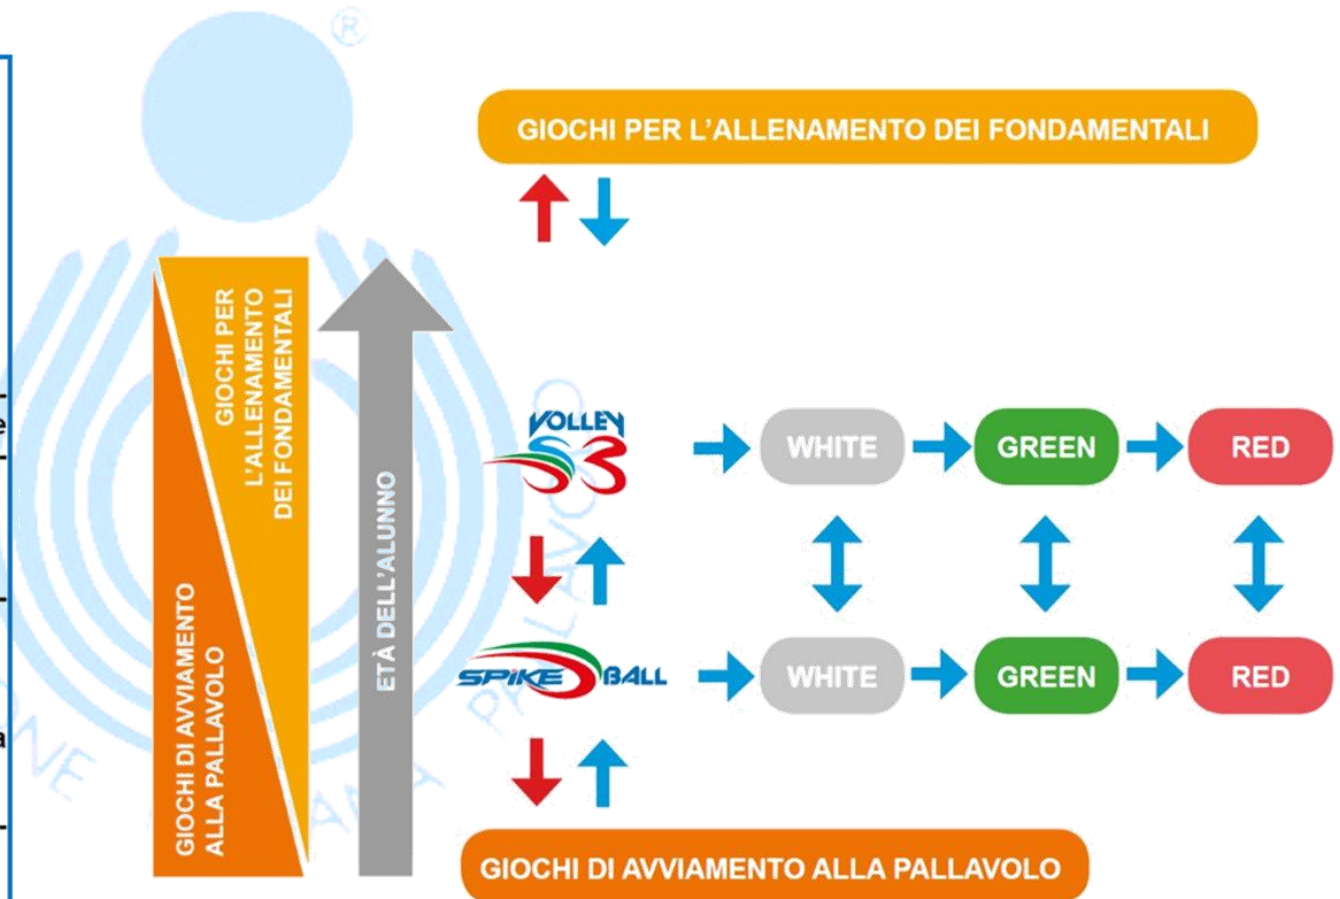 ®
GIOCHI PER L'ALLENAMENTO DEI FONDAMENTALI
GIOCHI PER
L'ALLENAMENTO
DEI FONDAMENTALI
GIOCHI DI AVVIAMENTO
ALLA PALLAVOLO
ETÀ DELL'ALUNNO
VOLLEY
S3
WHITE
GREEN
RED
SPIKE BALL
WHITE
GREEN
RED
GIOCHI DI AVVIAMENTO ALLA PALLAVOLO
PALLAVOLO
a